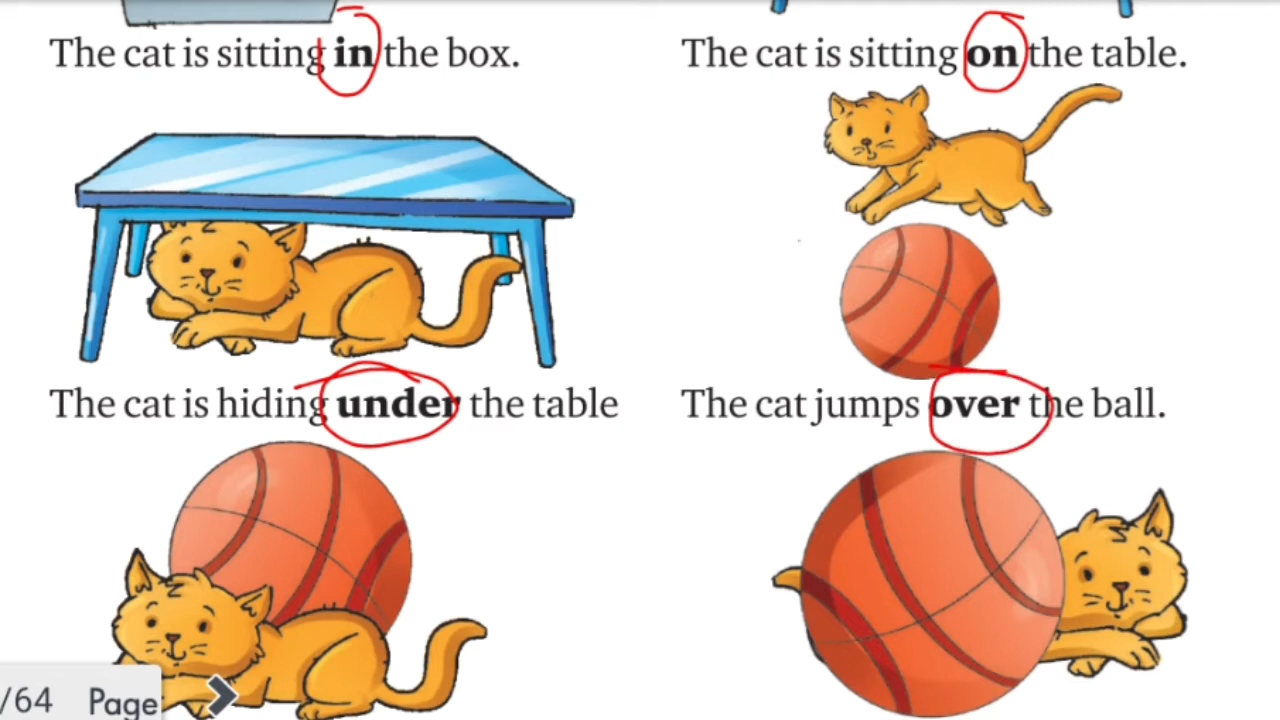 The cat is sitting in the box.
The cat is sitting on the table.
The cat is hiding under the table
The cat jumps over the ball.
/64 Page